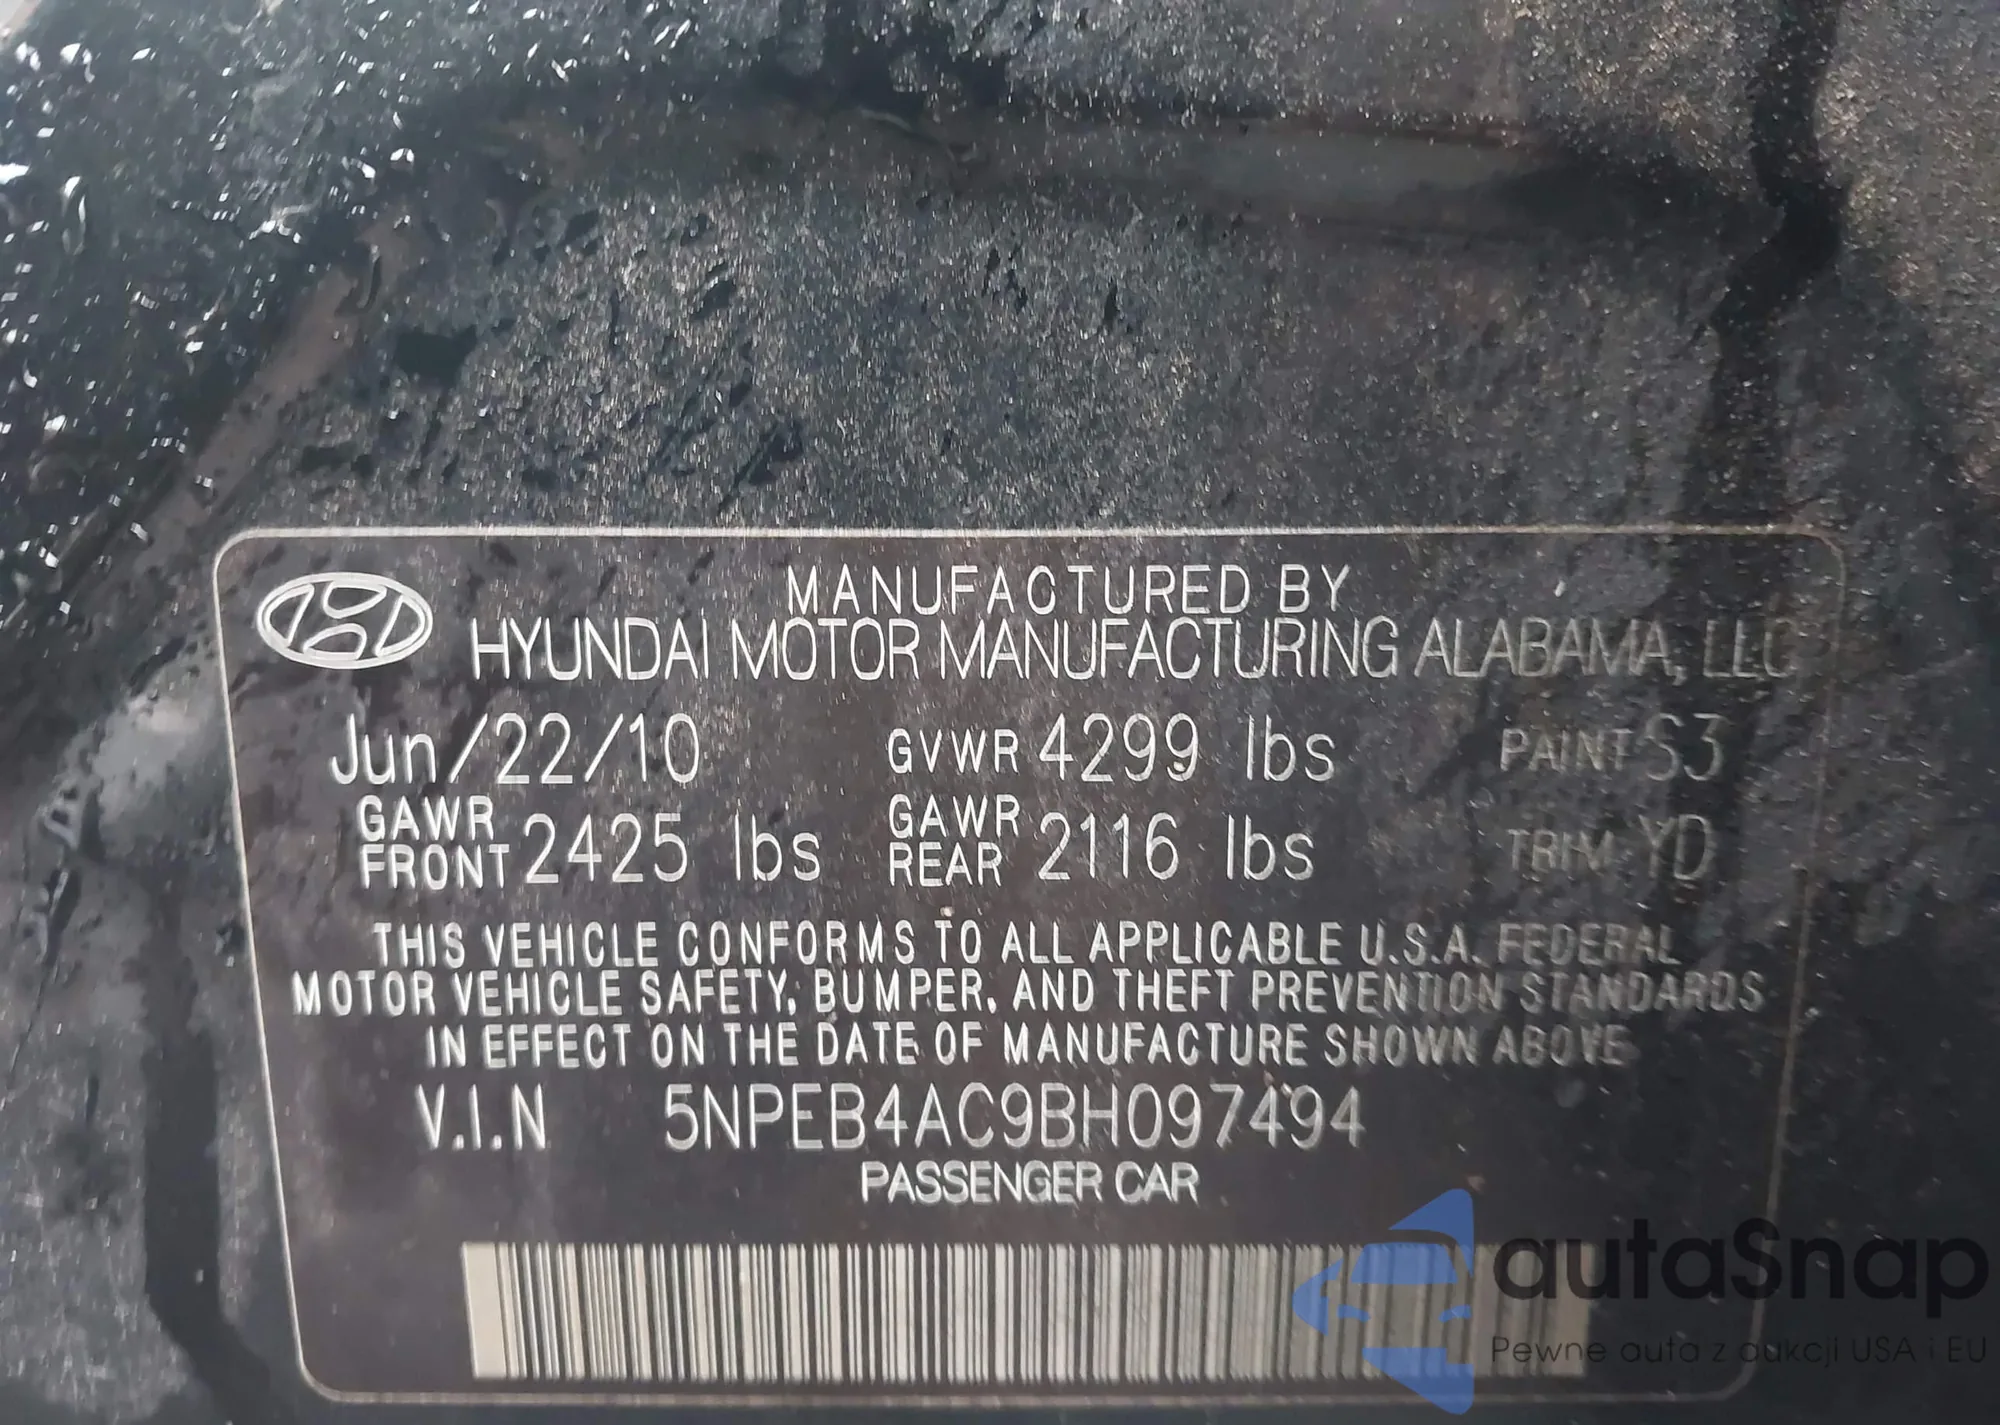 MANUFACTURED BY
HYUNDAI MOTOR MANUFACTURING ALABAMA, LLC
Jun/22/10 GVWR 4299 lbs PAINT S3
GAWR FRONT 2425 lbs GAWR REAR 2116 lbs TRIM YD
THIS VEHICLE CONFORMS TO ALL APPLICABLE U.S.A. FEDERAL
MOTOR VEHICLE SAFETY, BUMPER, AND THEFT PREVENTION STANDARDS
IN EFFECT ON THE DATE OF MANUFACTURE SHOWN ABOVE
V.I.N 5NPEB4AC9BH097494
PASSENGER CAR
autaSnap
Pewne auta z aukcji USA i EU